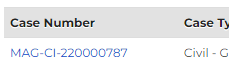 Case Number Case Ty
MAG-CI-220000787 Civil - G